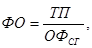 ФО = ТП / ОФ_СГ ,